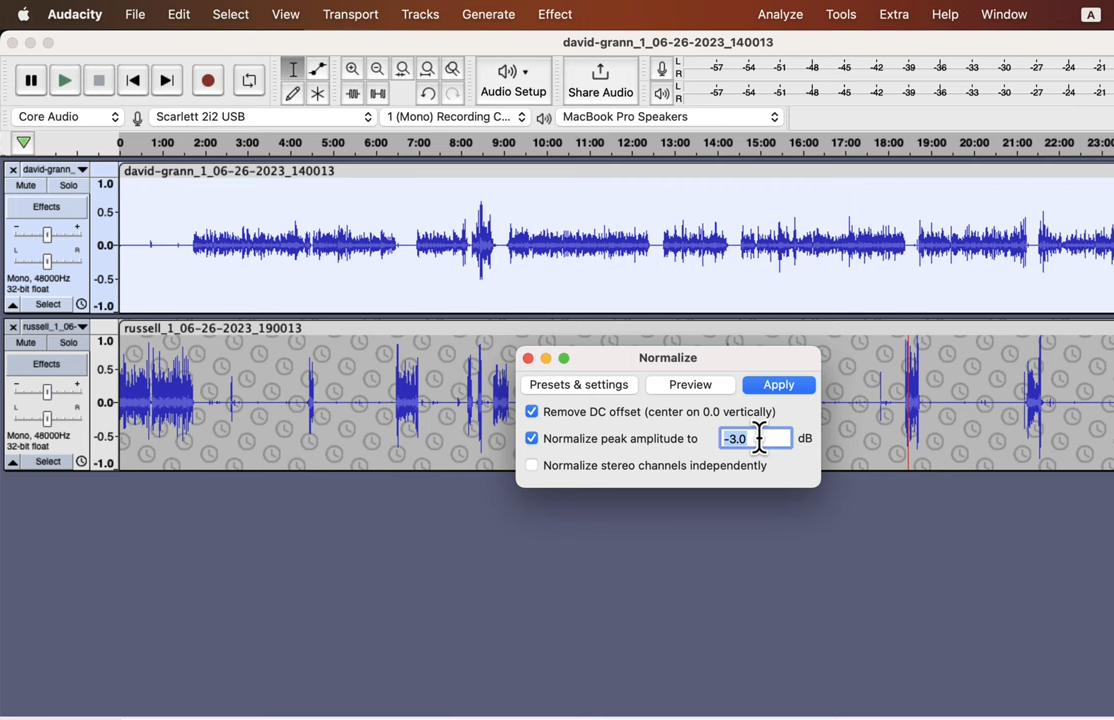 Audacity File Edit Select View Transport Tracks Generate Effect Analyze Tools Extra Help Window A
david-grann_1_06-26-2023_140013
Audio Setup Share Audio
L -57 -54 -51 -48 -45 -42 -39 -36 -33 -30 -27 -24 -21
R
L -57 -54 -51 -48 -45 -42 -39 -36 -33 -30 -27 -24 -21
R
Core Audio Scarlett 2i2 USB 1 (Mono) Recording C... MacBook Pro Speakers
0 1:00 2:00 3:00 4:00 5:00 6:00 7:00 8:00 9:00 10:00 11:00 12:00 13:00 14:00 15:00 16:00 17:00 18:00 19:00 20:00 21:00 22:00 23:00
× david-grann_ david-grann_1_06-26-2023_140013
Mute Solo 1.0
Effects 0.5
- +
L R 0.0
Mono, 48000Hz -0.5
32-bit float
Select -1.0
× russell_1_06- russell_1_06-26-2023_190013
Mute Solo 1.0
Effects 0.5
- +
L R 0.0
Mono, 48000Hz -0.5
32-bit float
Select -1.0
Normalize
Presets & settings Preview Apply
Remove DC offset (center on 0.0 vertically)
Normalize peak amplitude to -3.0 dB
Normalize stereo channels independently